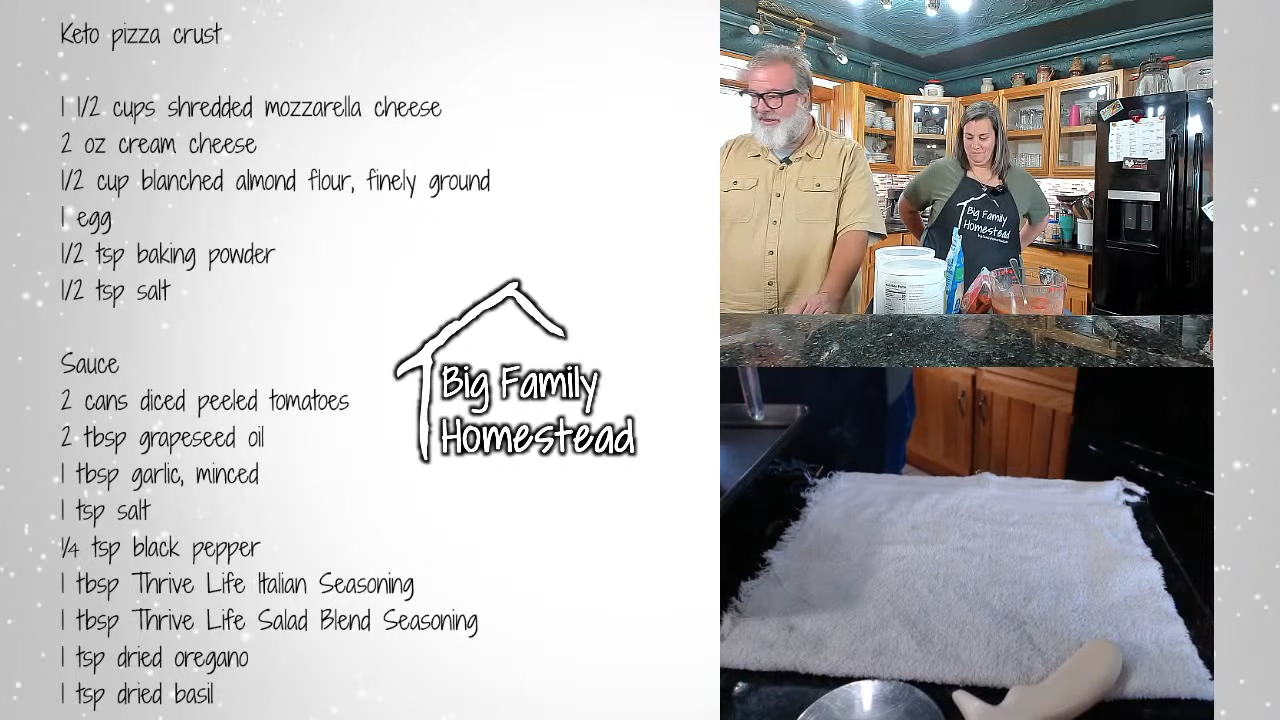 Keto pizza crust
1 1/2 cups shredded mozzarella cheese
2 oz cream cheese
1/2 cup blanched almond flour, finely ground
1 egg
1/2 tsp baking powder
1/2 tsp salt
Sauce
2 cans diced peeled tomatoes
2 tbsp grapeseed oil
1 tbsp garlic, minced
1 tsp salt
1/4 tsp black pepper
1 tbsp Thrive Life Italian Seasoning
1 tbsp Thrive Life Salad Blend Seasoning
1 tsp dried oregano
1 tsp dried basil
Big Family
Homestead
Big Family
Homestead